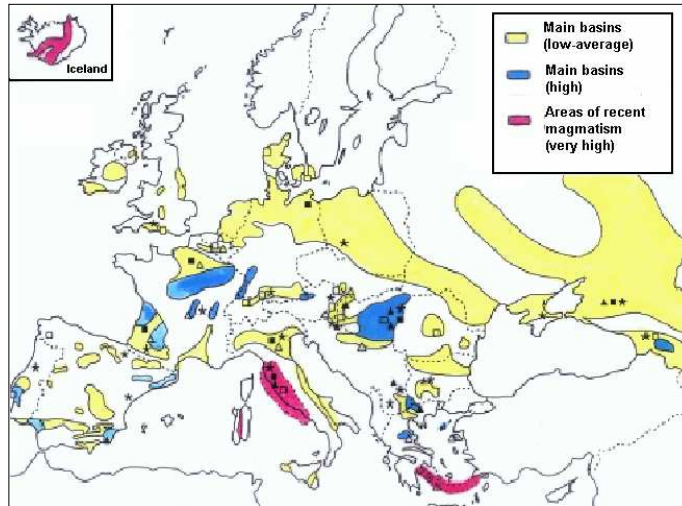 Iceland
Main basins
(low-average)
Main basins
(high)
Areas of recent
magmatism
(very high)